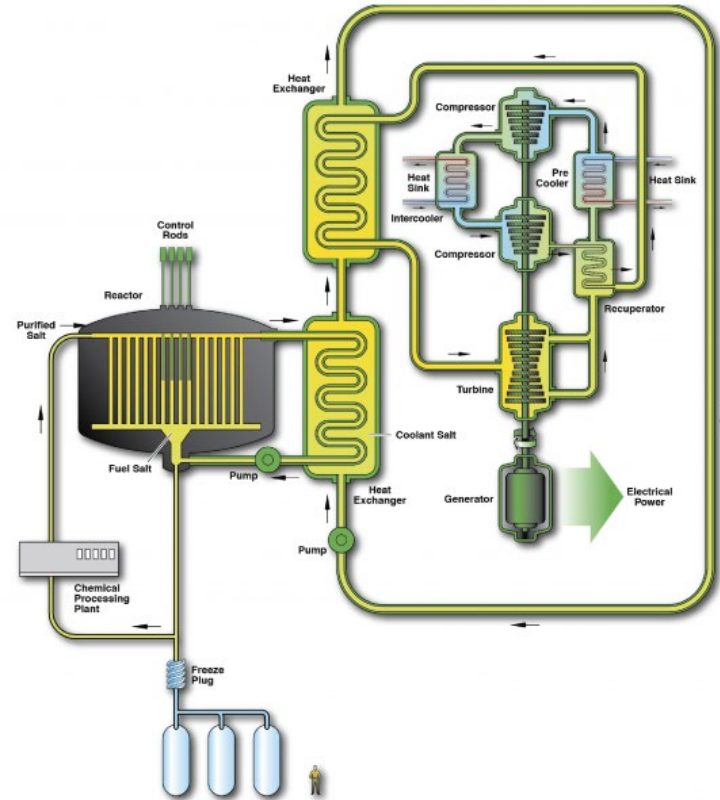 Heat
Exchanger
Compressor
Heat
Sink
Pre
Cooler
Heat Sink
Intercooler
Control
Rods
Compressor
Reactor
Recuperator
Purified
Salt
Turbine
Coolant Salt
Fuel Salt
Pump
Heat
Exchanger
Generator
Electrical
Power
Pump
Chemical
Processing
Plant
Freeze
Plug